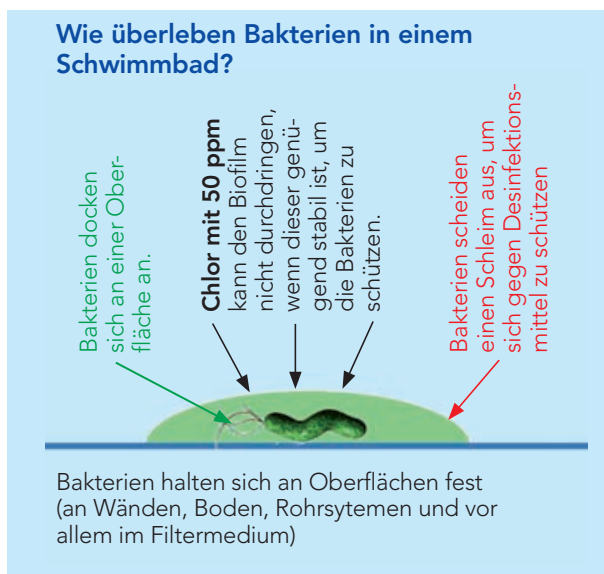 Wie überleben Bakterien in einem
Schwimmbad?
Bakterien docken
sich an einer Ober-
fläche an.
Chlor mit 50 ppm
kann den Biofilm
nicht durchdringen,
wenn dieser genü-
gend stabil ist, um
die Bakterien zu
schützen.
Bakterien scheiden
einen Schleim aus, um
sich gegen Desinfektions-
mittel zu schützen
Bakterien halten sich an Oberflächen fest
(an Wänden, Boden, Rohrsytemen und vor
allem im Filtermedium)